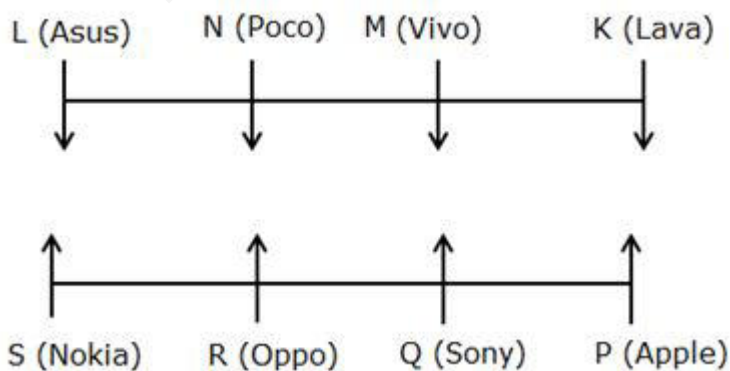 L (Asus) N (Poco) M (Vivo) K (Lava)
S (Nokia) R (Oppo) Q (Sony) P (Apple)